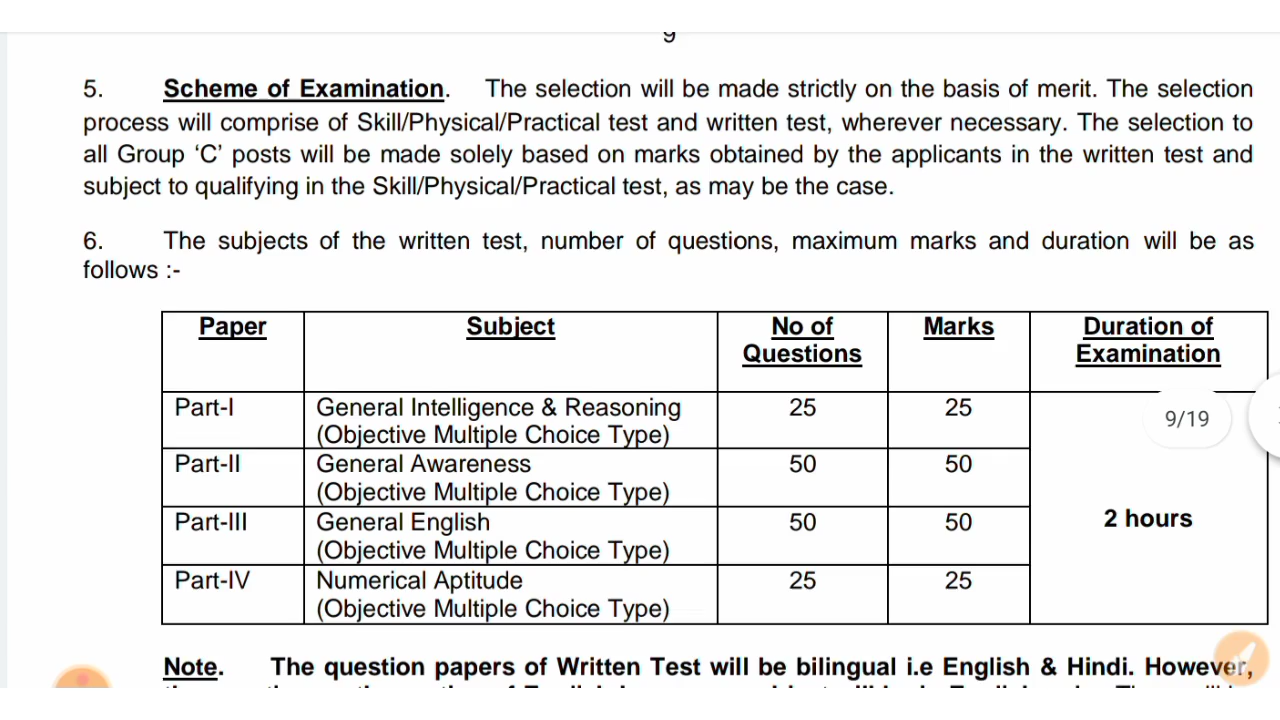 9
5. Scheme of Examination. The selection will be made strictly on the basis of merit. The selection
process will comprise of Skill/Physical/Practical test and written test, wherever necessary. The selection to
all Group ‘C’ posts will be made solely based on marks obtained by the applicants in the written test and
subject to qualifying in the Skill/Physical/Practical test, as may be the case.
6. The subjects of the written test, number of questions, maximum marks and duration will be as
follows :-
Paper Subject No of Questions Marks Duration of Examination
Part-I General Intelligence & Reasoning 25 25
(Objective Multiple Choice Type)
9/19
Part-II General Awareness 50 50
(Objective Multiple Choice Type)
Part-III General English 50 50
(Objective Multiple Choice Type)
2 hours
Part-IV Numerical Aptitude 25 25
(Objective Multiple Choice Type)
Note. The question papers of Written Test will be bilingual i.e English & Hindi. However,